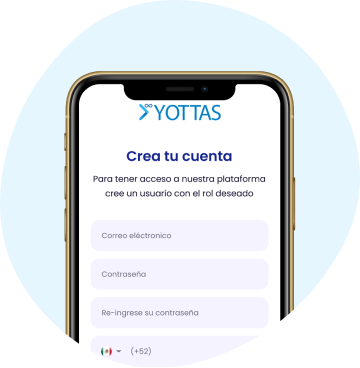 YOTTAS
Crea tu cuenta
Para tener acceso a nuestra plataforma
cree un usuario con el rol deseado
Correo eléctronico
Contraseña
Re-ingrese su contraseña
(+52)